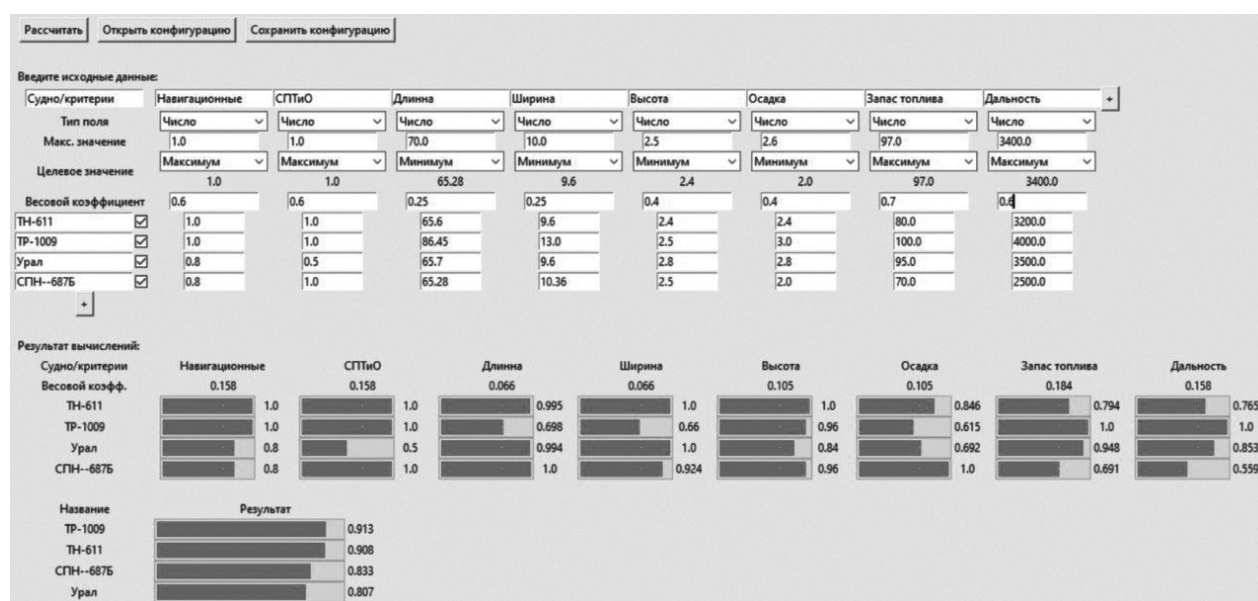 Рассчитать Открыть конфигурацию Сохранить конфигурацию
Введите исходные данные:
Судно/критерии Навигационные СПТиО Длинна Ширина Высота Осадка Запас топлива Дальность +
Тип поля Число Число Число Число Число Число Число Число
Макс. значение 1.0 1.0 70.0 10.0 2.5 2.6 97.0 3400.0
Целевое значение Максимум Максимум Минимум Минимум Минимум Минимум Максимум Максимум
1.0 1.0 65.28 9.6 2.4 2.0 97.0 3400.0
Весовой коэффициент 0.6 0.6 0.25 0.25 0.4 0.4 0.7 0.6
ТН-611 1.0 1.0 65.6 9.6 2.4 2.4 80.0 3200.0
ТР-1009 1.0 1.0 86.45 13.0 2.5 3.0 100.0 4000.0
Урал 0.8 0.5 65.7 9.6 2.8 2.8 95.0 3500.0
СПН--687Б 0.8 1.0 65.28 10.36 2.5 2.0 70.0 2500.0
+
Результат вычислений:
Судно/критерии Навигационные СПТиО Длинна Ширина Высота Осадка Запас топлива Дальность
Весовой коэфф. 0.158 0.158 0.066 0.066 0.105 0.105 0.184 0.158
ТН-611 1.0 1.0 0.995 1.0 1.0 0.846 0.794 0.765
ТР-1009 1.0 1.0 0.698 0.66 0.96 0.615 1.0 1.0
Урал 0.8 0.5 0.994 1.0 0.84 0.692 0.948 0.853
СПН--687Б 0.8 1.0 1.0 0.924 0.96 1.0 0.691 0.559
Название Результат
ТР-1009 0.913
ТН-611 0.908
СПН--687Б 0.833
Урал 0.807